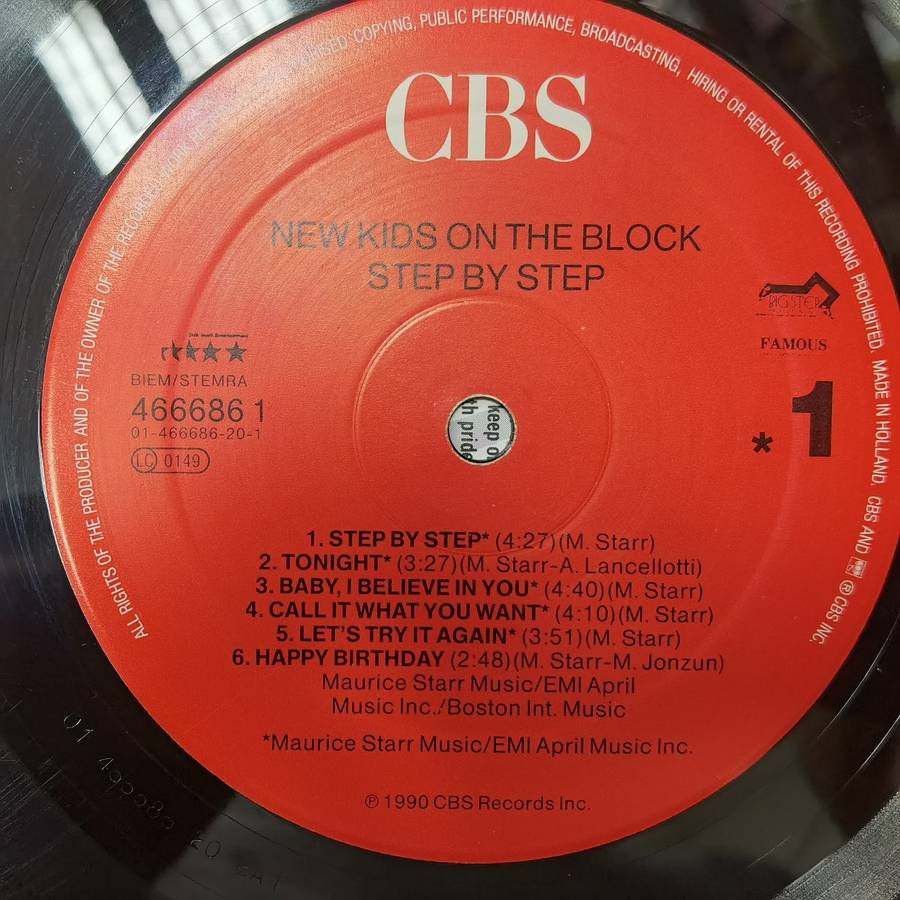 ALL RIGHTS OF THE PRODUCER AND OF THE OWNER OF THE RECORDED WORK COPYING, PUBLIC PERFORMANCE, BROADCASTING, HIRING OR RENTAL OF THIS RECORDING PROHIBITED. MADE IN HOLLAND CBS AND ℗ CBS INC.
CBS
NEW KIDS ON THE BLOCK
STEP BY STEP
BIGSTEP
FAMOUS
* 1
BIEM/STEMRA
466686 1
01-466686-20-1
LC 0149
keep
th pride
1. STEP BY STEP* (4:27)(M. Starr)
2. TONIGHT* (3:27)(M. Starr-A. Lancellotti)
3. BABY, I BELIEVE IN YOU* (4:40)(M. Starr)
4. CALL IT WHAT YOU WANT* (4:10)(M. Starr)
5. LET'S TRY IT AGAIN* (3:51)(M. Starr)
6. HAPPY BIRTHDAY (2:48)(M. Starr-M. Jonzun)
Maurice Starr Music/EMI April
Music Inc./Boston Int. Music
*Maurice Starr Music/EMI April Music Inc.
℗ 1990 CBS Records Inc.